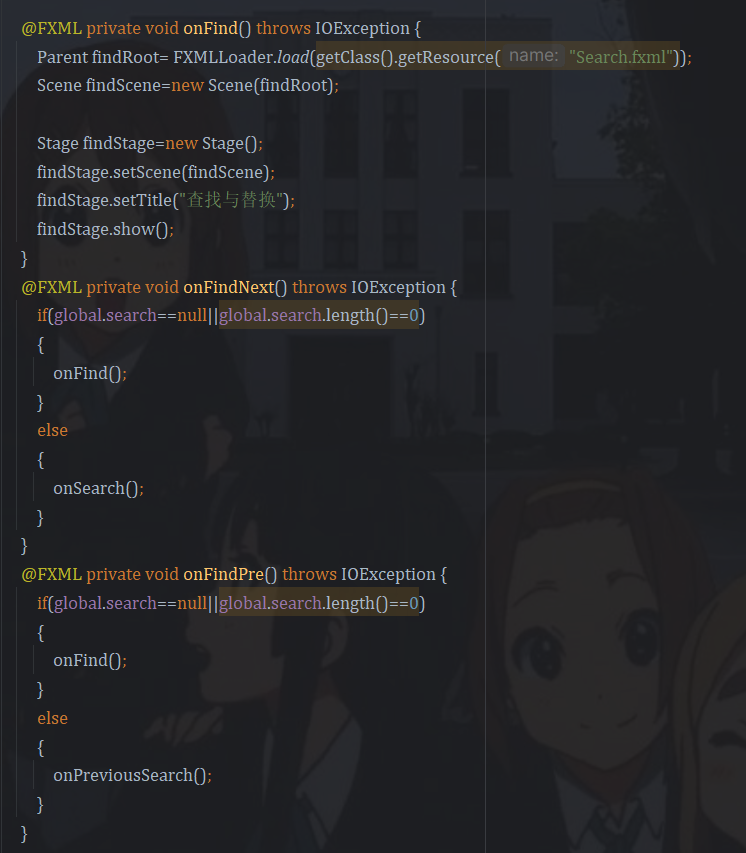 @FXML private void onFind() throws IOException {
Parent findRoot= FXMLLoader.load(getClass().getResource( name: "Search.fxml"));
Scene findScene=new Scene(findRoot);
Stage findStage=new Stage();
findStage.setScene(findScene);
findStage.setTitle("查找与替换");
findStage.show();
}
@FXML private void onFindNext() throws IOException {
if(global.search==null||global.search.length()==0)
{
onFind();
}
else
{
onSearch();
}
}
@FXML private void onFindPre() throws IOException {
if(global.search==null||global.search.length()==0)
{
onFind();
}
else
{
onPreviousSearch();
}
}